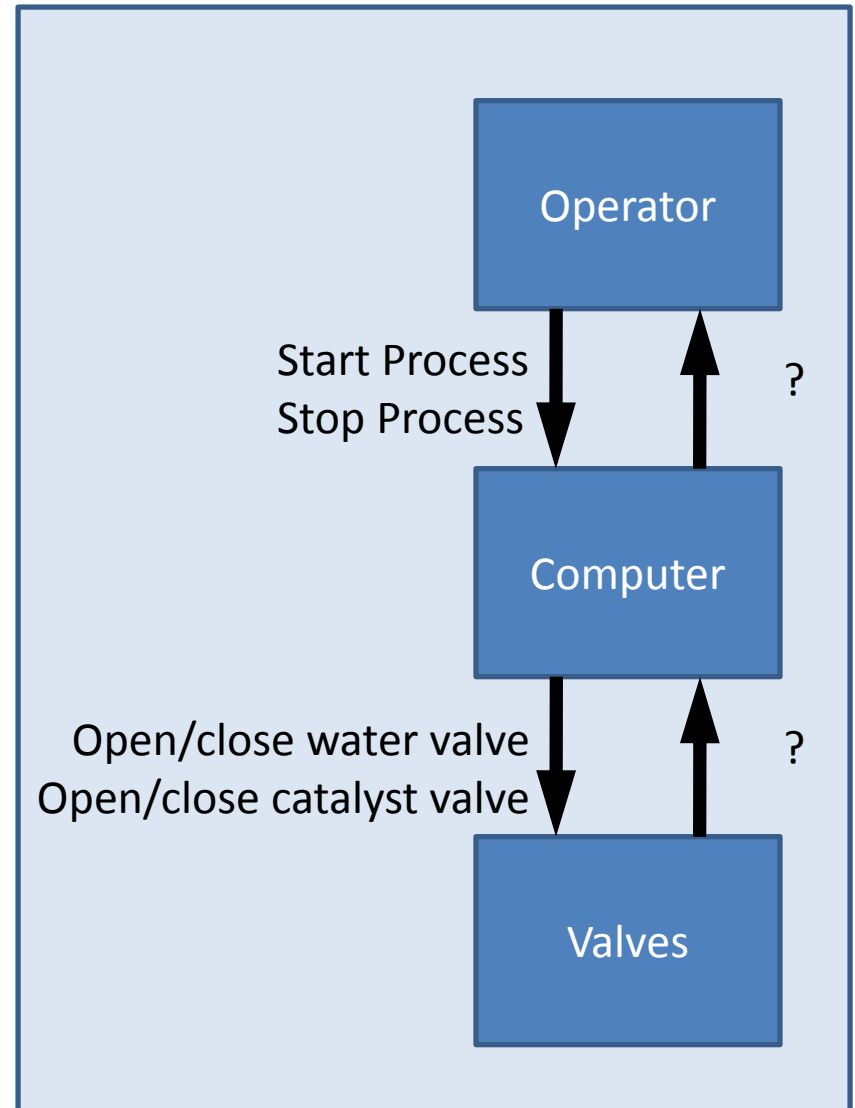 Operator
Start Process
Stop Process
?
Computer
Open/close water valve
Open/close catalyst valve
?
Valves